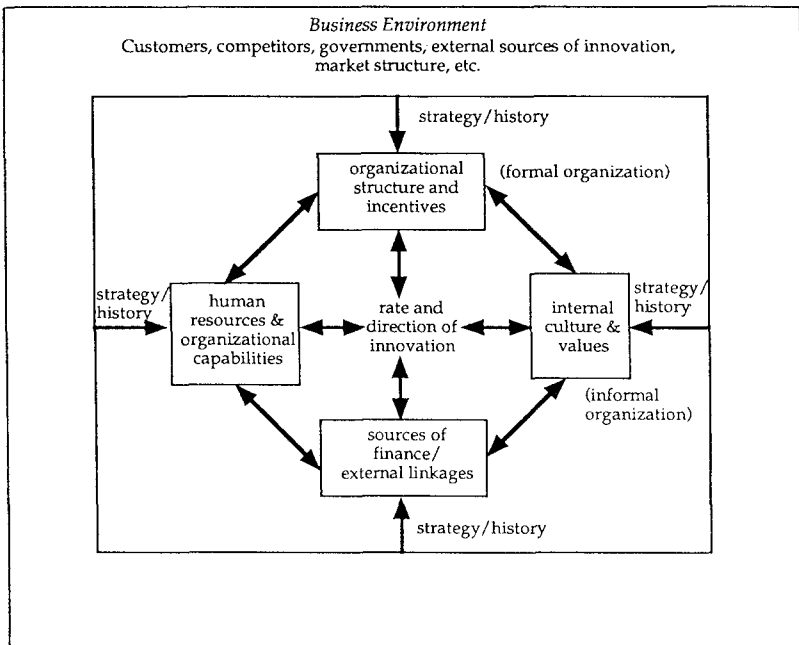 Business Environment
Customers, competitors, governments, external sources of innovation,
market structure, etc.
strategy/history
organizational
structure and
incentives
(formal organization)
strategy/
history
human
resources &
organizational
capabilities
rate and
direction of
innovation
internal
culture &
values
strategy/
history
(informal
organization)
sources of
finance/
external linkages
strategy/history